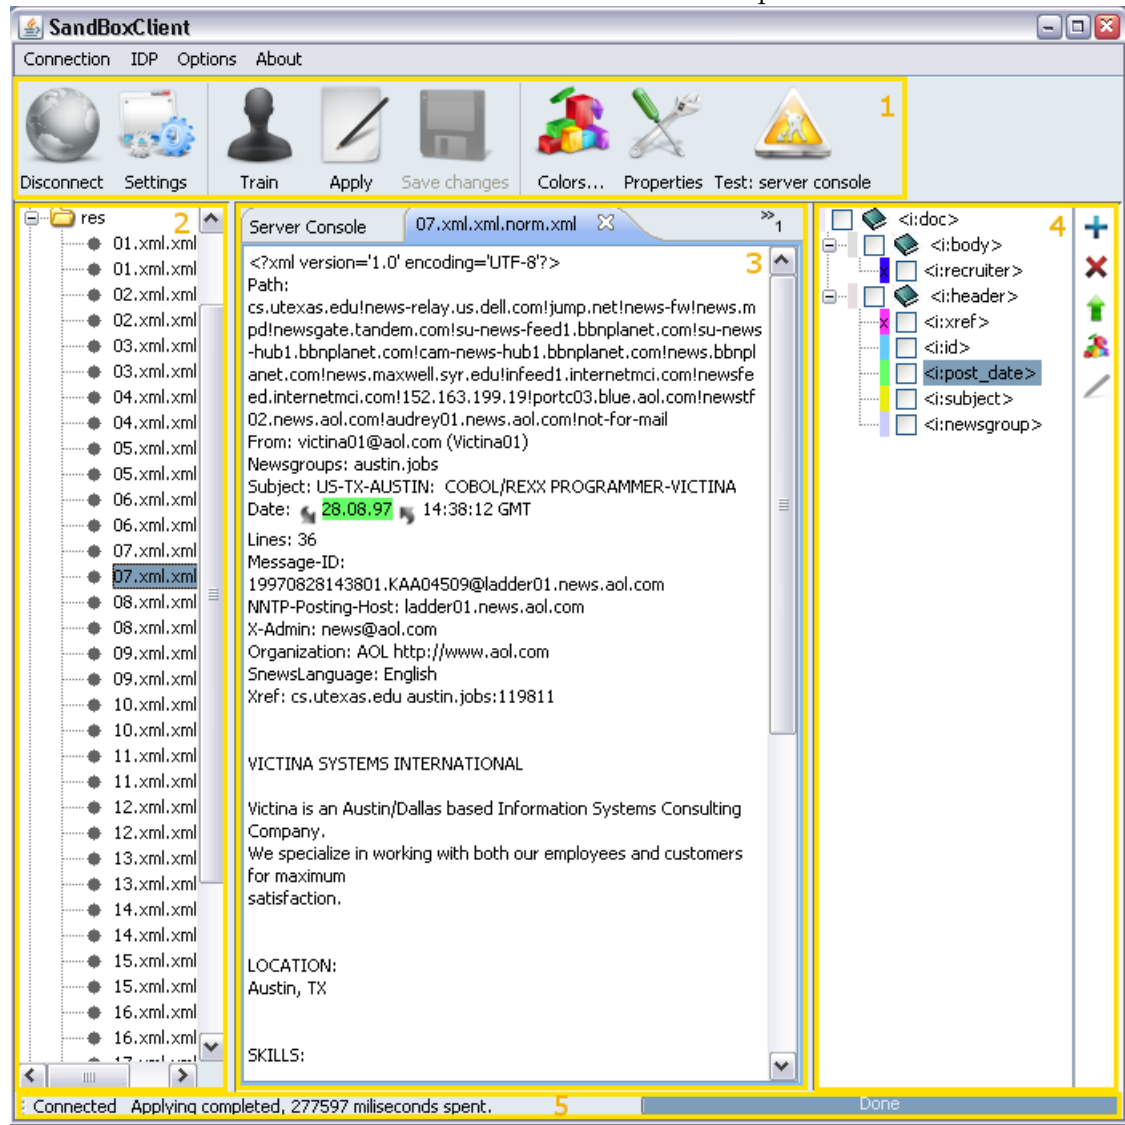 SandBoxClient
Connection IDP Options About
1
Disconnect Settings Train Apply Save changes Colors... Properties Test: server console
res
2
01.xml.xml
01.xml.xml
02.xml.xml
02.xml.xml
03.xml.xml
03.xml.xml
04.xml.xml
04.xml.xml
05.xml.xml
05.xml.xml
06.xml.xml
06.xml.xml
07.xml.xml
07.xml.xml
08.xml.xml
08.xml.xml
09.xml.xml
09.xml.xml
10.xml.xml
10.xml.xml
11.xml.xml
11.xml.xml
12.xml.xml
12.xml.xml
13.xml.xml
13.xml.xml
14.xml.xml
14.xml.xml
15.xml.xml
15.xml.xml
16.xml.xml
16.xml.xml
Server Console 07.xml.xml.norm.xml »1
3
<?xml version='1.0' encoding='UTF-8'?>
Path:
cs.utexas.edu!news-relay.us.dell.com!jump.net!news-fw!news.m
pd!newsgate.tandem.com!su-news-feed1.bbnplanet.com!su-news
-hub1.bbnplanet.com!cam-news-hub1.bbnplanet.com!news.bbnpl
anet.com!news.maxwell.syr.edu!infeed1.internetmci.com!newsfe
ed.internetmci.com!152.163.199.19!portc03.blue.aol.com!newstf
02.news.aol.com!audrey01.news.aol.com!not-for-mail
From: victina01@aol.com (Victina01)
Newsgroups: austin.jobs
Subject: US-TX-AUSTIN: COBOL/REXX PROGRAMMER-VICTINA
Date: 28.08.97 14:38:12 GMT
Lines: 36
Message-ID:
19970828143801.KAA04509@ladder01.news.aol.com
NNTP-Posting-Host: ladder01.news.aol.com
X-Admin: news@aol.com
Organization: AOL http://www.aol.com
SnewsLanguage: English
Xref: cs.utexas.edu austin.jobs:119811
VICTINA SYSTEMS INTERNATIONAL
Victina is an Austin/Dallas based Information Systems Consulting
Company.
We specialize in working with both our employees and customers
for maximum
satisfaction.
LOCATION:
Austin, TX
SKILLS:
4
<i:doc>
<i:body>
x <i:recruiter>
<i:header>
x <i:xref>
<i:id>
<i:post_date>
<i:subject>
<i:newsgroup>
Connected Applying completed, 277597 miliseconds spent. 5 Done